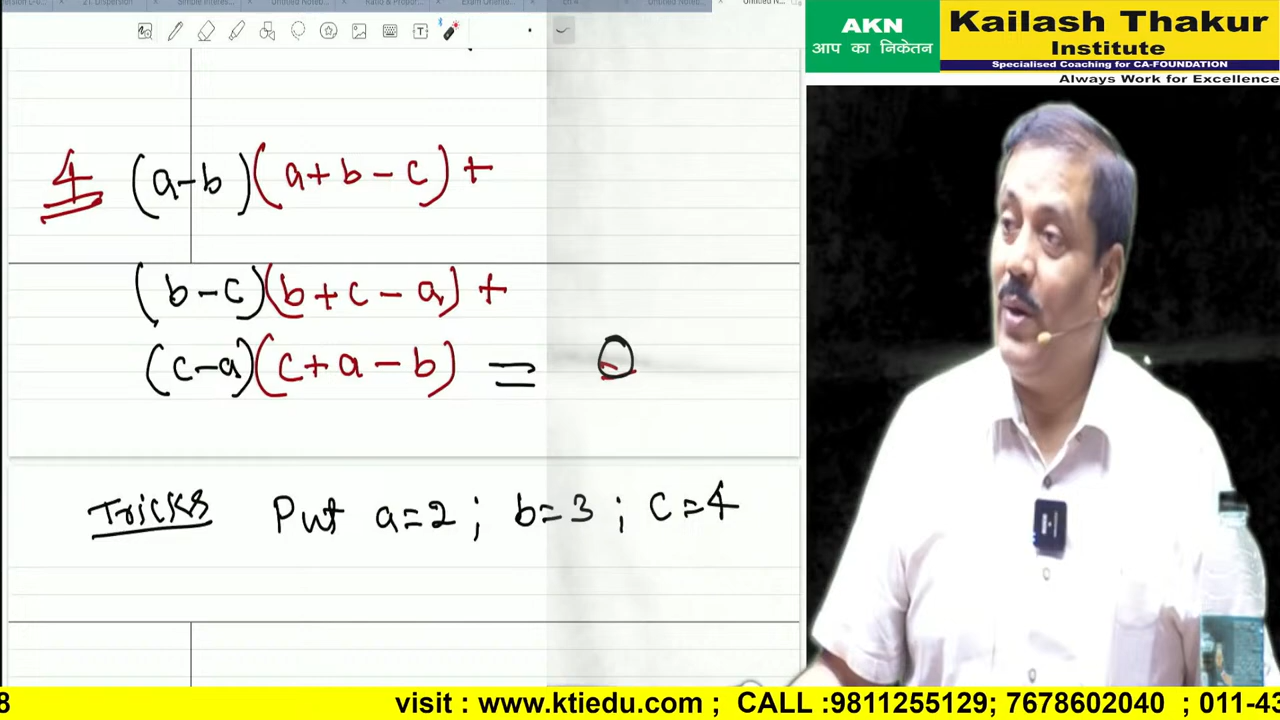 AKN
आप का निकेतन
Kailash Thakur
Institute
Specialised Coaching for CA-FOUNDATION
Always Work for Excellence
4 (a-b)(a+b-c)+
(b-c)(b+c-a)+
(c-a)(c+a-b) = 0
Tricks Put a=2 ; b=3 ; c=4
8 visit : www.ktiedu.com ; CALL :9811255129; 7678602040 ; 011-43